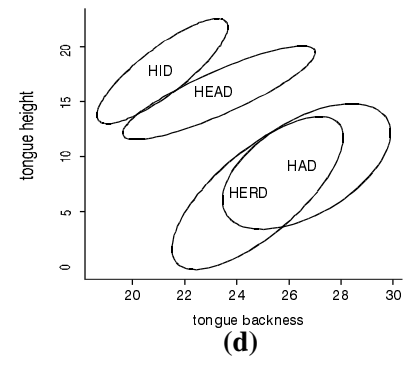 tongue height
20
15
10
5
0
HID
HEAD
HAD
HERD
20 22 24 26 28 30
tongue backness
(d)